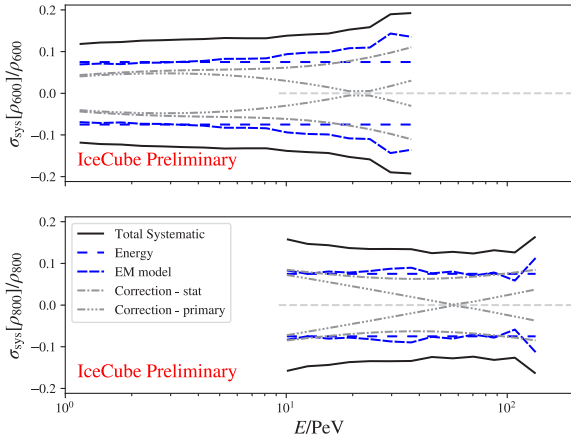 0.2
0.1
0.0
−0.1
−0.2
σsys[ρ600]/ρ600
IceCube Preliminary
0.2
0.1
0.0
−0.1
−0.2
σsys[ρ800]/ρ800
Total Systematic
Energy
EM model
Correction - stat
Correction - primary
IceCube Preliminary
10⁰
10¹
10²
E/PeV